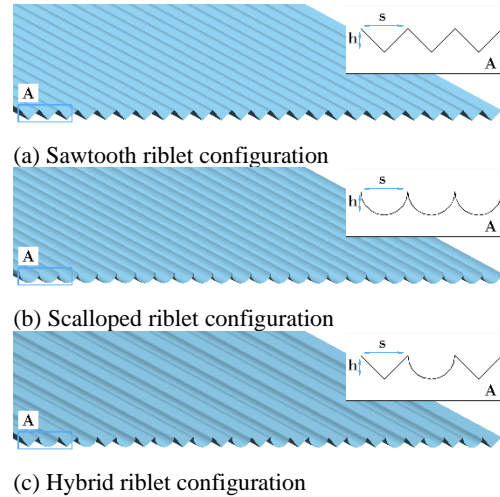 s
h
A
A
(a) Sawtooth riblet configuration
s
h
A
A
(b) Scalloped riblet configuration
s
h
A
A
(c) Hybrid riblet configuration